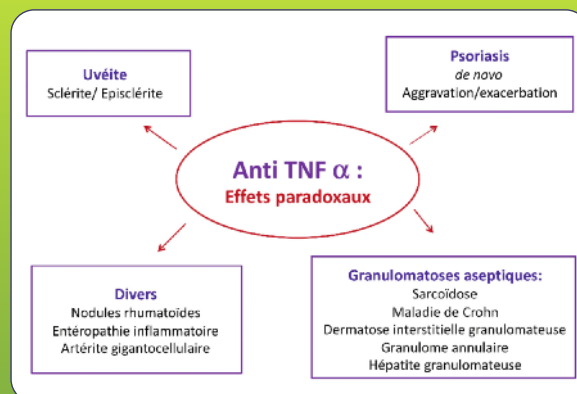 Uvéite
Sclérite/ Episclérite
Psoriasis
de novo
Aggravation/exacerbation
Anti TNF α :
Effets paradoxaux
Divers
Nodules rhumatoïdes
Entéropathie inflammatoire
Artérite gigantocellulaire
Granulomatoses aseptiques:
Sarcoïdose
Maladie de Crohn
Dermatose interstitielle granulomateuse
Granulome annulaire
Hépatite granulomateuse